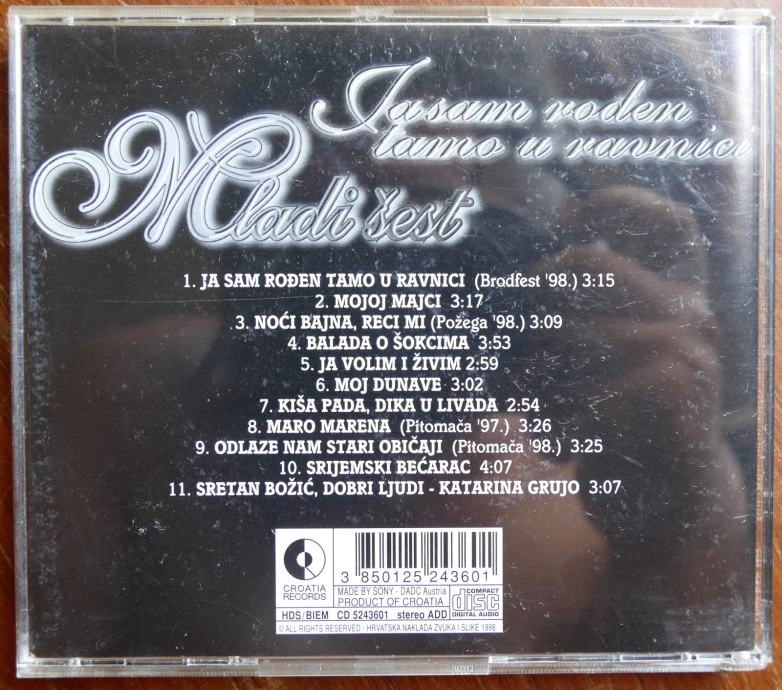 Ja sam rođen
tamo u ravnici
Mladi šest
1. JA SAM ROĐEN TAMO U RAVNICI (Brodfest '98.) 3:15
2. MOJOJ MAJCI 3:17
3. NOĆI BAJNA, RECI MI (Požega '98.) 3:09
4. BALADA O ŠOKCIMA 3:53
5. JA VOLIM I ŽIVIM 2:59
6. MOJ DUNAVE 3:02
7. KIŠA PADA, DIKA U LIVADA 2:54
8. MARO MARENA (Pitomača '97.) 3:26
9. ODLAZE NAM STARI OBIČAJI (Pitomača '98.) 3:25
10. SRIJEMSKI BEĆARAC 4:07
11. SRETAN BOŽIĆ, DOBRI LJUDI - KATARINA GRUJO 3:07
CROATIA
RECORDS
3 850125 243601
MADE BY SONY - DADC Austria
PRODUCT OF CROATIA
COMPACT
disc
DIGITAL AUDIO
HDS/BIEM CD 5243601 stereo ADD
© ALL RIGHTS RESERVED - HRVATSKA NAKLADA ZVUKA I SLIKE 1998